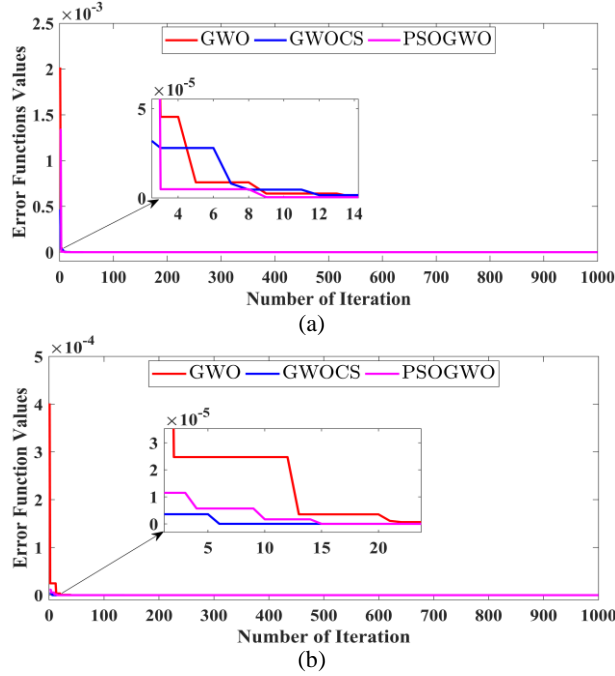 ×10⁻³
2.5
GWO GWOCS PSOGWO
2
×10⁻⁵
5
1.5
1
0
0.5
4 6 8 10 12 14
0
0 100 200 300 400 500 600 700 800 900 1000
Error Functions Values
Number of Iteration
(a)
×10⁻⁴
5
GWO GWOCS PSOGWO
4
×10⁻⁵
3
3
2
2
1
1
0
5 10 15 20
0
0 100 200 300 400 500 600 700 800 900 1000
Error Function Values
Number of Iteration
(b)